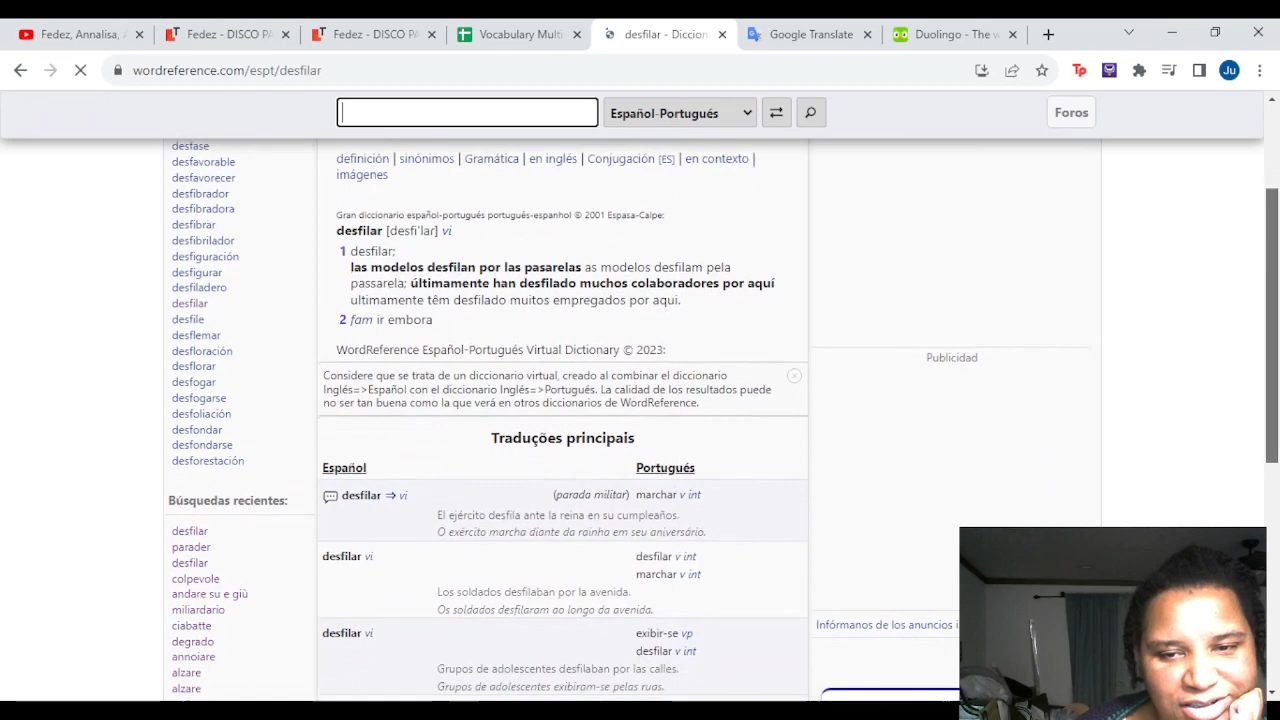 Fedez, Annalisa, A
Fedez - DISCO PA
Fedez - DISCO PA
Vocabulary Multi
desfilar - Diccion
Google Translate
Duolingo - The w
wordreference.com/espt/desfilar
Tp
Ju
Español-Portugués
Foros
desfase
desfavorable
desfavorecer
desfibrador
desfibradora
desfibrar
desfibrilador
desfiguración
desfigurar
desfiladero
desfilar
desfile
desflemar
desfloración
desflorar
desfogar
desfogarse
desfoliación
desfondar
desfondarse
desforestación
Búsquedas recientes:
desfilar
parader
desfilar
colpevole
andare su e giù
miliardario
ciabatte
degrado
annoiare
alzare
alzare
definición | sinónimos | Gramática | en inglés | Conjugación [ES] | en contexto |
imágenes
Gran diccionario español-portugués português-espanhol © 2001 Espasa-Calpe:
desfilar [desfi'lar] vi
1 desfilar;
las modelos desfilan por las pasarelas as modelos desfilam pela
passarela; últimamente han desfilado muchos colaboradores por aquí
ultimamente têm desfilado muitos empregados por aqui.
2 fam ir embora
WordReference Español-Portugués Virtual Dictionary © 2023:
Considere que se trata de un diccionario virtual, creado al combinar el diccionario
Inglés=>Español con el diccionario Inglés=>Portugués. La calidad de los resultados puede
no ser tan buena como la que verá en otros diccionarios de WordReference.
Traduções principais
Español Portugués
desfilar ⇒ vi (parada militar) marchar v int
El ejército desfila ante la reina en su cumpleaños.
O exército marcha diante da rainha em seu aniversário.
desfilar vi desfilar v int
marchar v int
Los soldados desfilaban por la avenida.
Os soldados desfilaram ao longo da avenida.
desfilar vi exibir-se vp
desfilar v int
Grupos de adolescentes desfilaban por las calles.
Grupos de adolescentes exibiram-se pelas ruas.
Publicidad
Infórmanos de los anuncios i